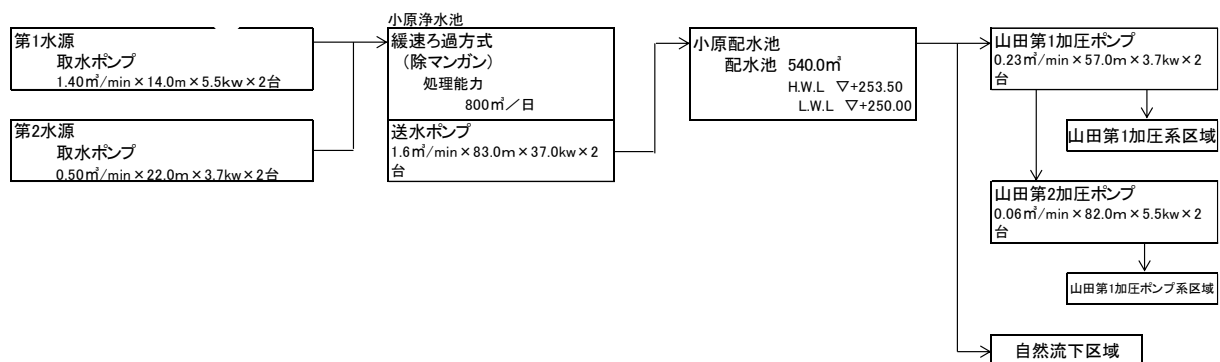 第1水源
取水ポンプ
1.40㎥/min×14.0m×5.5kw×2台
第2水源
取水ポンプ
0.50㎥/min×22.0m×3.7kw×2台
小原浄水池
緩速ろ過方式
(除マンガン)
処理能力
800㎥/日
送水ポンプ
1.6㎥/min×83.0m×37.0kw×2
台
小原配水池
配水池 540.0㎥
H.W.L ▽+253.50
L.W.L ▽+250.00
山田第1加圧ポンプ
0.23㎥/min×57.0m×3.7kw×2
台
山田第1加圧系区域
山田第2加圧ポンプ
0.06㎥/min×82.0m×5.5kw×2
台
山田第1加圧ポンプ系区域
自然流下区域